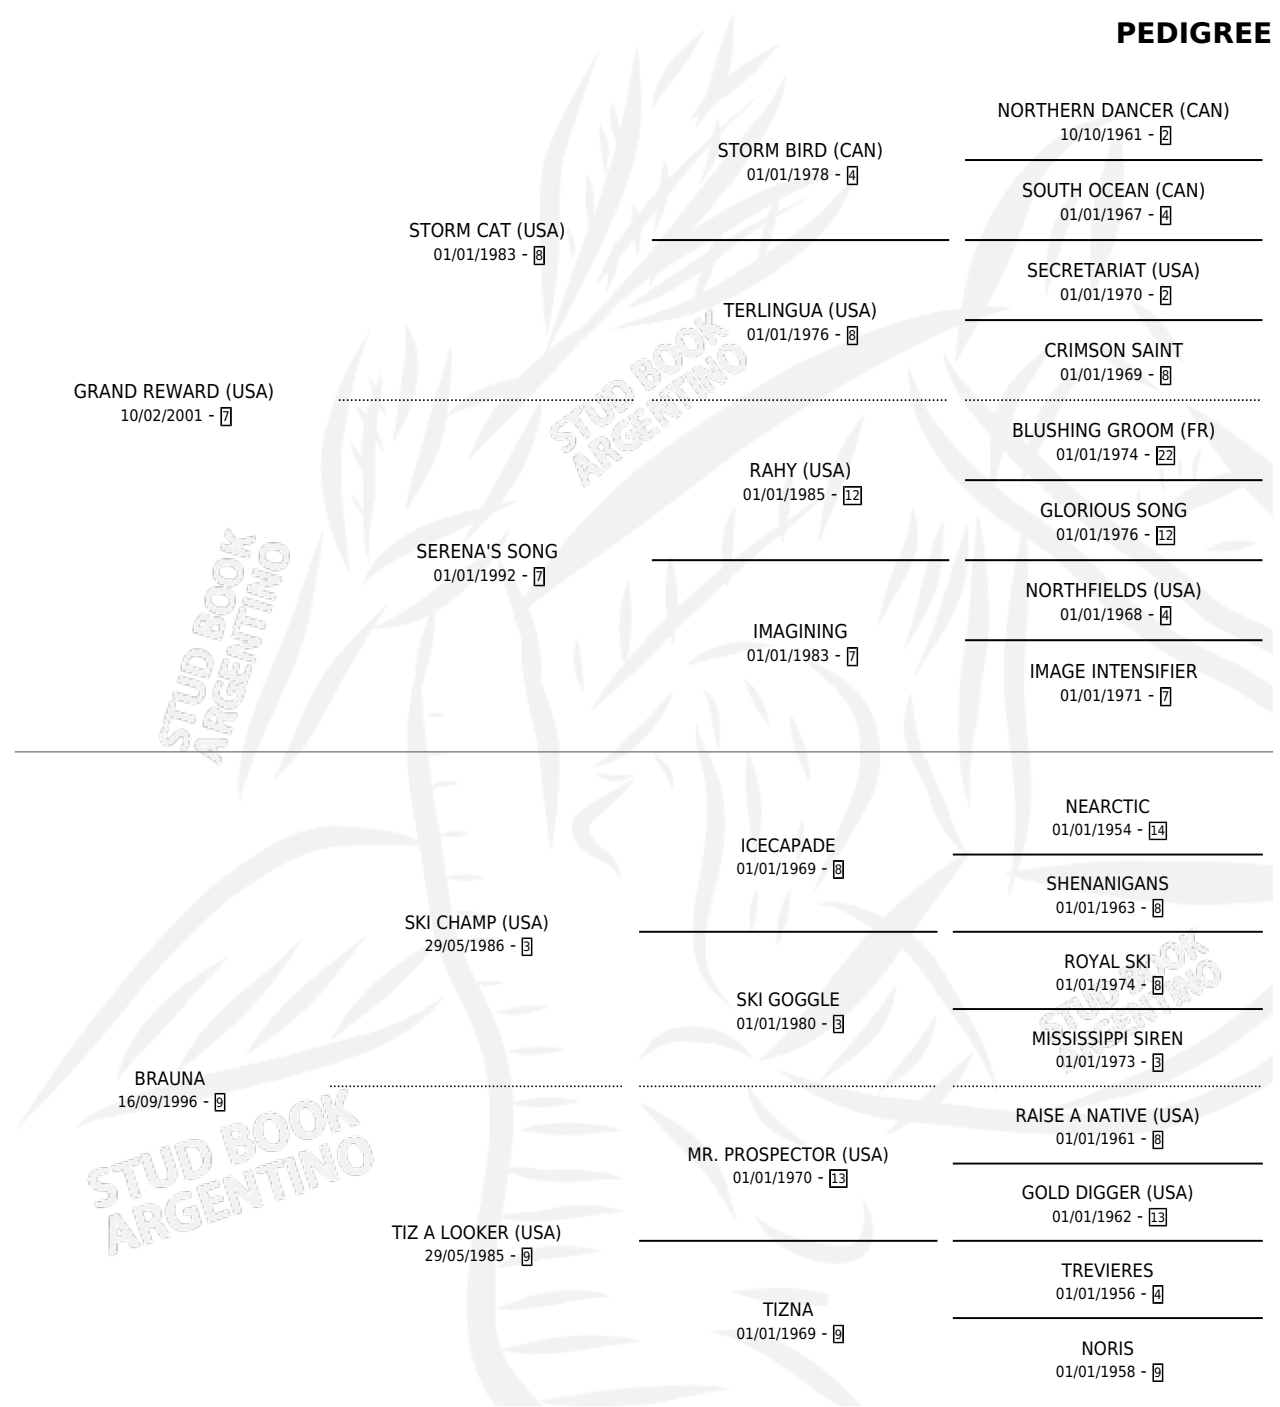 PEDIGREE
NORTHERN DANCER (CAN)
10/10/1961 - 2
STORM BIRD (CAN)
01/01/1978 - 4
SOUTH OCEAN (CAN)
01/01/1967 - 4
STORM CAT (USA)
01/01/1983 - 8
SECRETARIAT (USA)
01/01/1970 - 2
TERLINGUA (USA)
01/01/1976 - 8
CRIMSON SAINT
01/01/1969 - 8
GRAND REWARD (USA)
10/02/2001 - 7
STUD BOOK
ARGENTINO
BLUSHING GROOM (FR)
01/01/1974 - 22
RAHY (USA)
01/01/1985 - 12
GLORIOUS SONG
01/01/1976 - 12
SERENA'S SONG
01/01/1992 - 7
NORTHFIELDS (USA)
01/01/1968 - 4
IMAGINING
01/01/1983 - 7
IMAGE INTENSIFIER
01/01/1971 - 7
STUD BOOK
ARGENTINO
NEARCTIC
01/01/1954 - 14
ICECAPADE
01/01/1969 - 8
SHENANIGANS
01/01/1963 - 8
SKI CHAMP (USA)
29/05/1986 - 3
ROYAL SKI
01/01/1974 - 8
SKI GOGGLE
01/01/1980 - 3
STUD BOOK
ARGENTINO
MISSISSIPPI SIREN
01/01/1973 - 3
BRAUNA
16/09/1996 - 9
RAISE A NATIVE (USA)
01/01/1961 - 8
MR. PROSPECTOR (USA)
01/01/1970 - 13
STUD BOOK
ARGENTINO
GOLD DIGGER (USA)
01/01/1962 - 13
TIZ A LOOKER (USA)
29/05/1985 - 9
TREVIERES
01/01/1956 - 4
TIZNA
01/01/1969 - 9
NORIS
01/01/1958 - 9